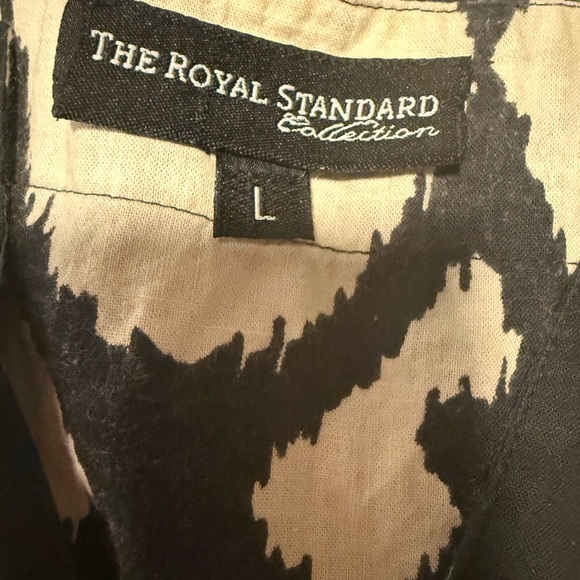 THE ROYAL STANDARD
Collection
L